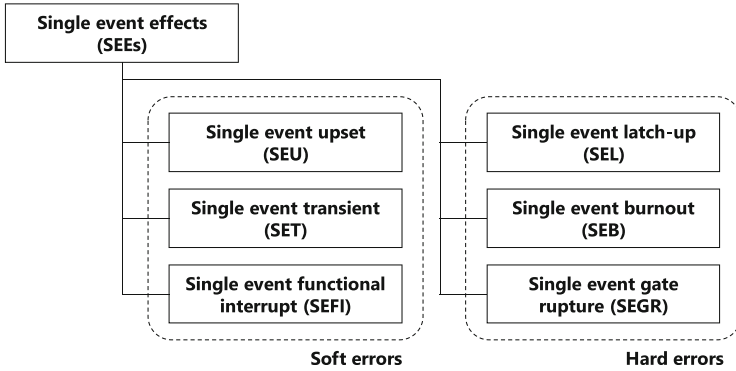 Single event effects
(SEEs)
Single event upset
(SEU)
Single event transient
(SET)
Single event functional
interrupt (SEFI)
Soft errors
Single event latch-up
(SEL)
Single event burnout
(SEB)
Single event gate
rupture (SEGR)
Hard errors